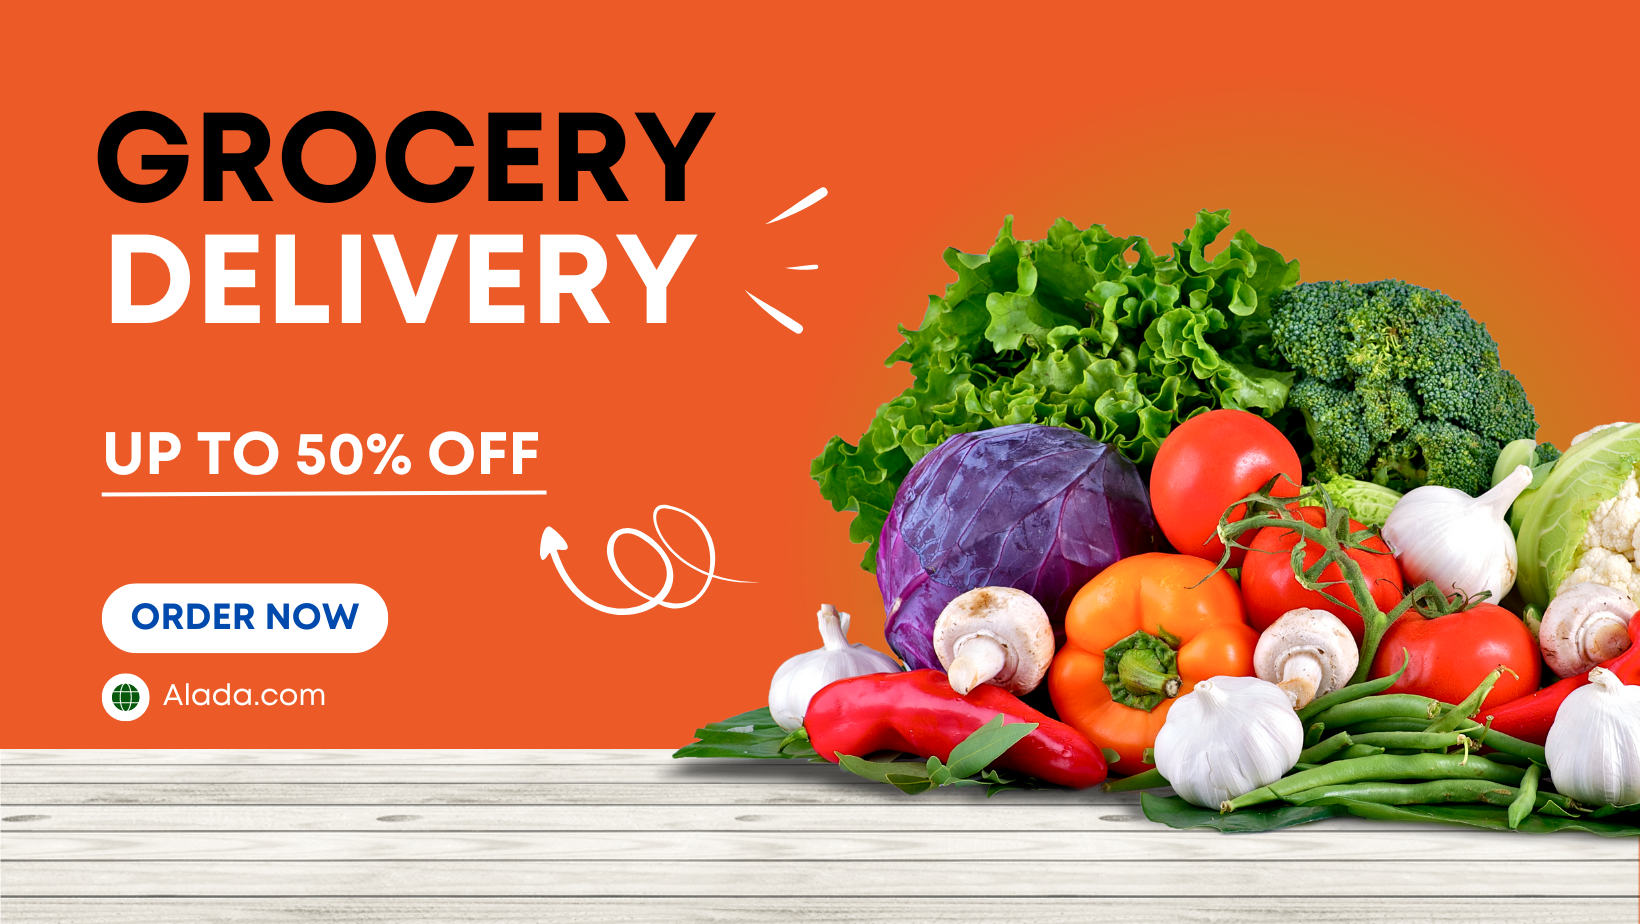 GROCERY
DELIVERY
UP TO 50% OFF
ORDER NOW
Alada.com